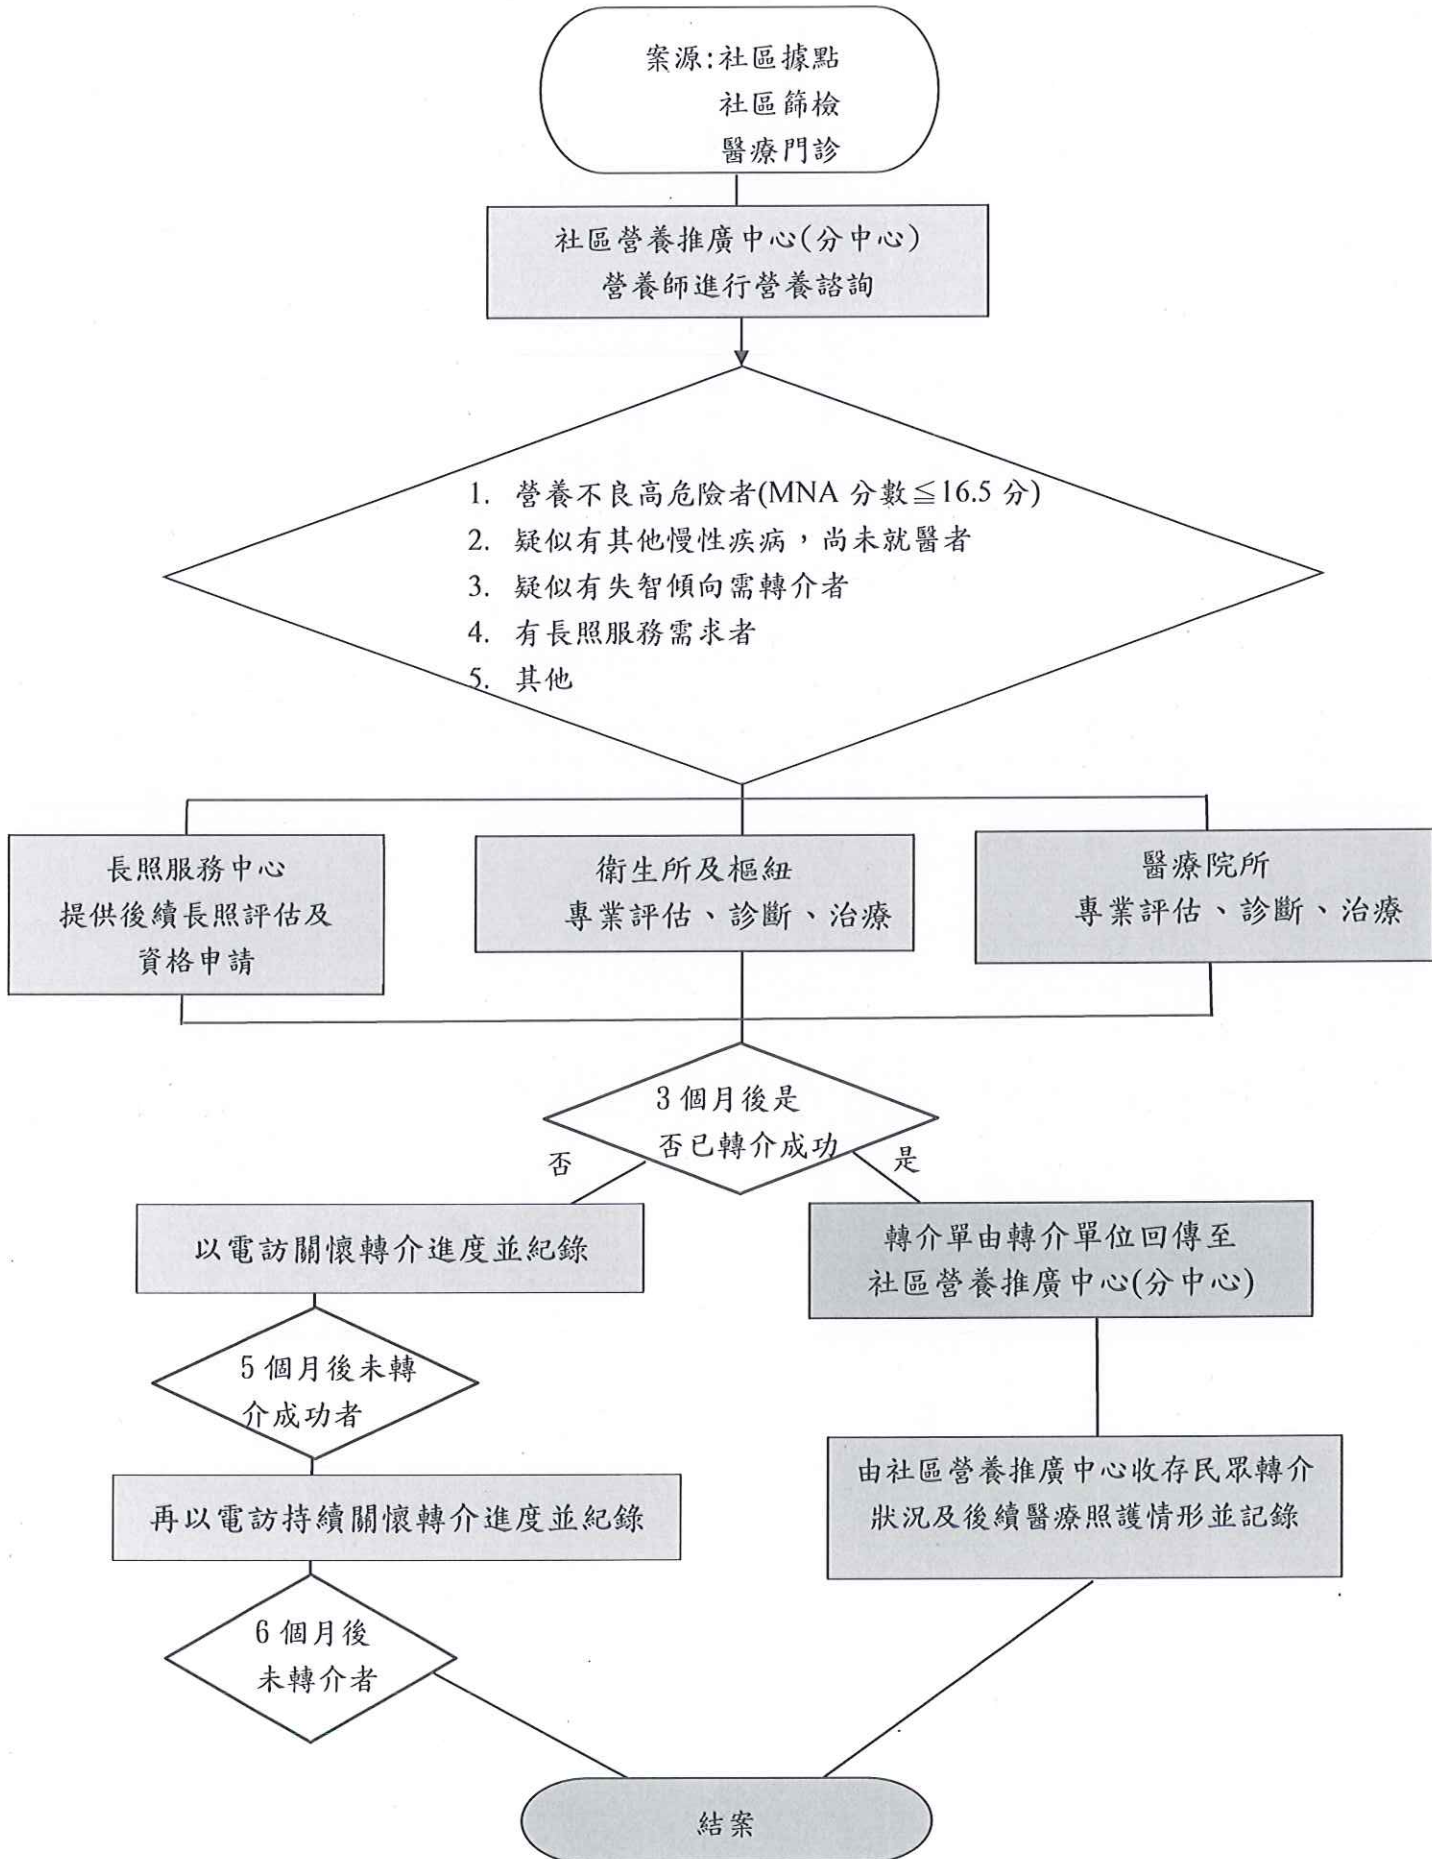 案源:社區據點
社區篩檢
醫療門診
社區營養推廣中心(分中心)
營養師進行營養諮詢
1. 營養不良高危險者(MNA 分數≦16.5 分)
2. 疑似有其他慢性疾病，尚未就醫者
3. 疑似有失智傾向需轉介者
4. 有長照服務需求者
5. 其他
長照服務中心
提供後續長照評估及
資格申請
衛生所及樞紐
專業評估、診斷、治療
醫療院所
專業評估、診斷、治療
3 個月後是
否已轉介成功
否
是
以電訪關懷轉介進度並紀錄
轉介單由轉介單位回傳至
社區營養推廣中心(分中心)
5 個月後未轉
介成功者
再以電訪持續關懷轉介進度並紀錄
由社區營養推廣中心收存民眾轉介
狀況及後續醫療照護情形並記錄
6 個月後
未轉介者
結案